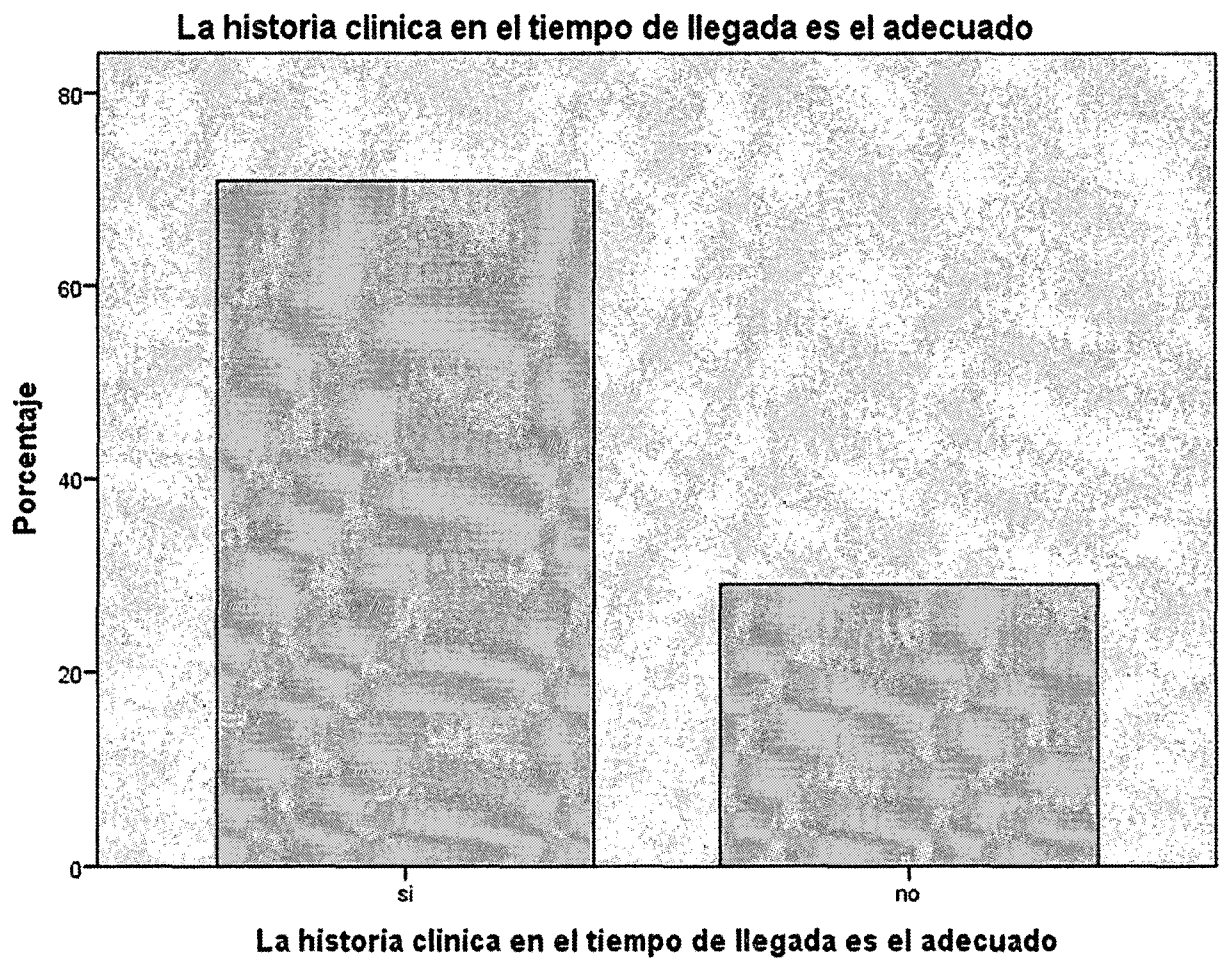 La historia clinica en el tiempo de llegada es el adecuado
80
60
40
20
0
Porcentaje
si
no
La historia clinica en el tiempo de llegada es el adecuado